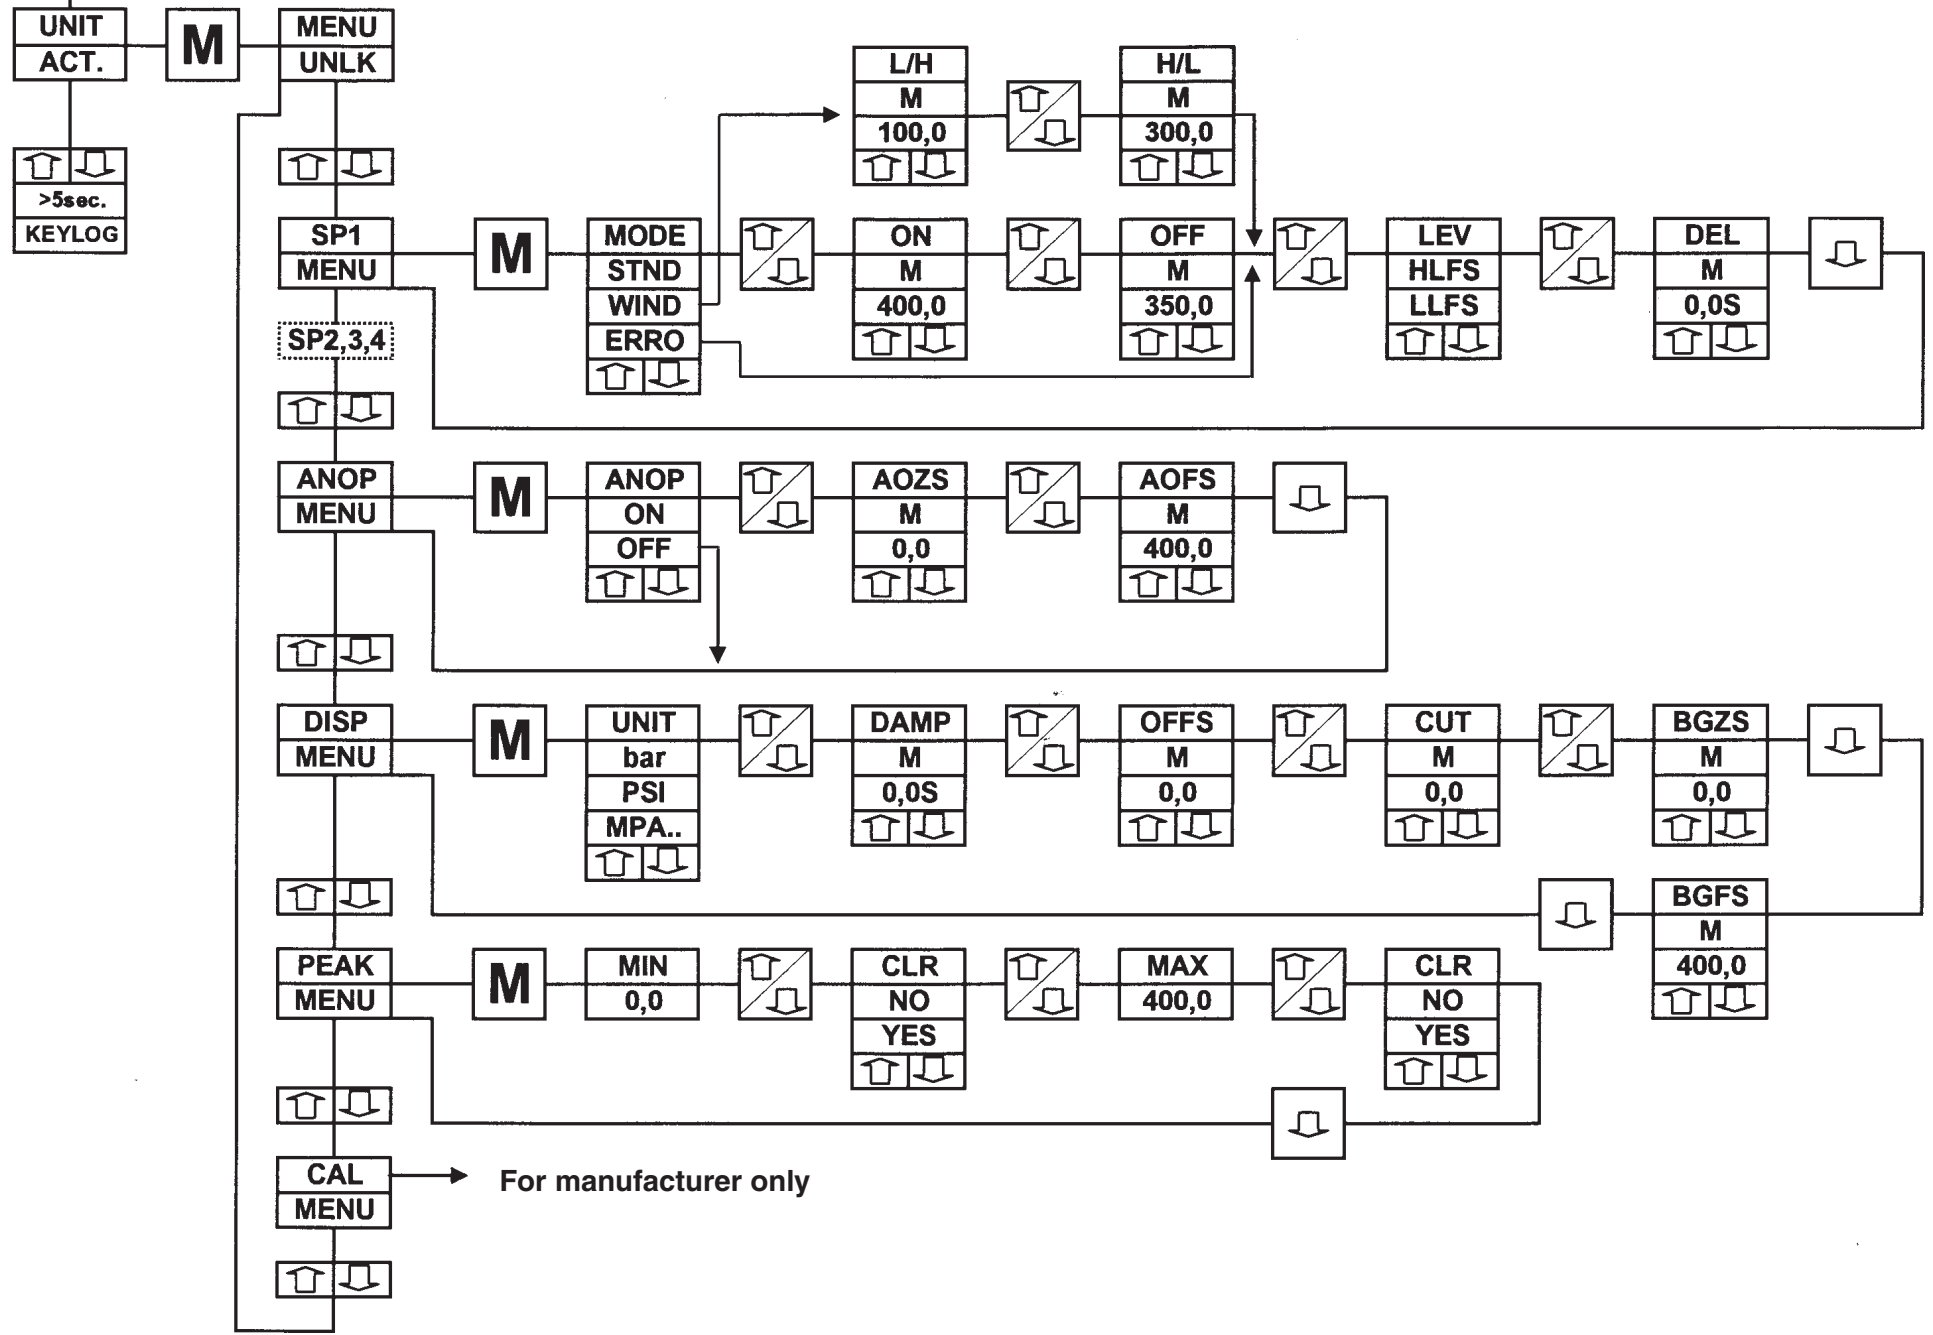 UNIT
ACT.
M
MENU
UNLK
>5sec.
KEYLOG
L/H
M
100,0
H/L
M
300,0
SP1
MENU
M
MODE
STND
WIND
ERRO
ON
M
400,0
OFF
M
350,0
LEV
HLFS
LLFS
DEL
M
0,0S
SP2,3,4
ANOP
MENU
M
ANOP
ON
OFF
AOZS
M
0,0
AOFS
M
400,0
DISP
MENU
M
UNIT
bar
PSI
MPA..
DAMP
M
0,0S
OFFS
M
0,0
CUT
M
0,0
BGZS
M
0,0
BGFS
M
400,0
PEAK
MENU
M
MIN
0,0
CLR
NO
YES
MAX
400,0
CLR
NO
YES
CAL
MENU
For manufacturer only